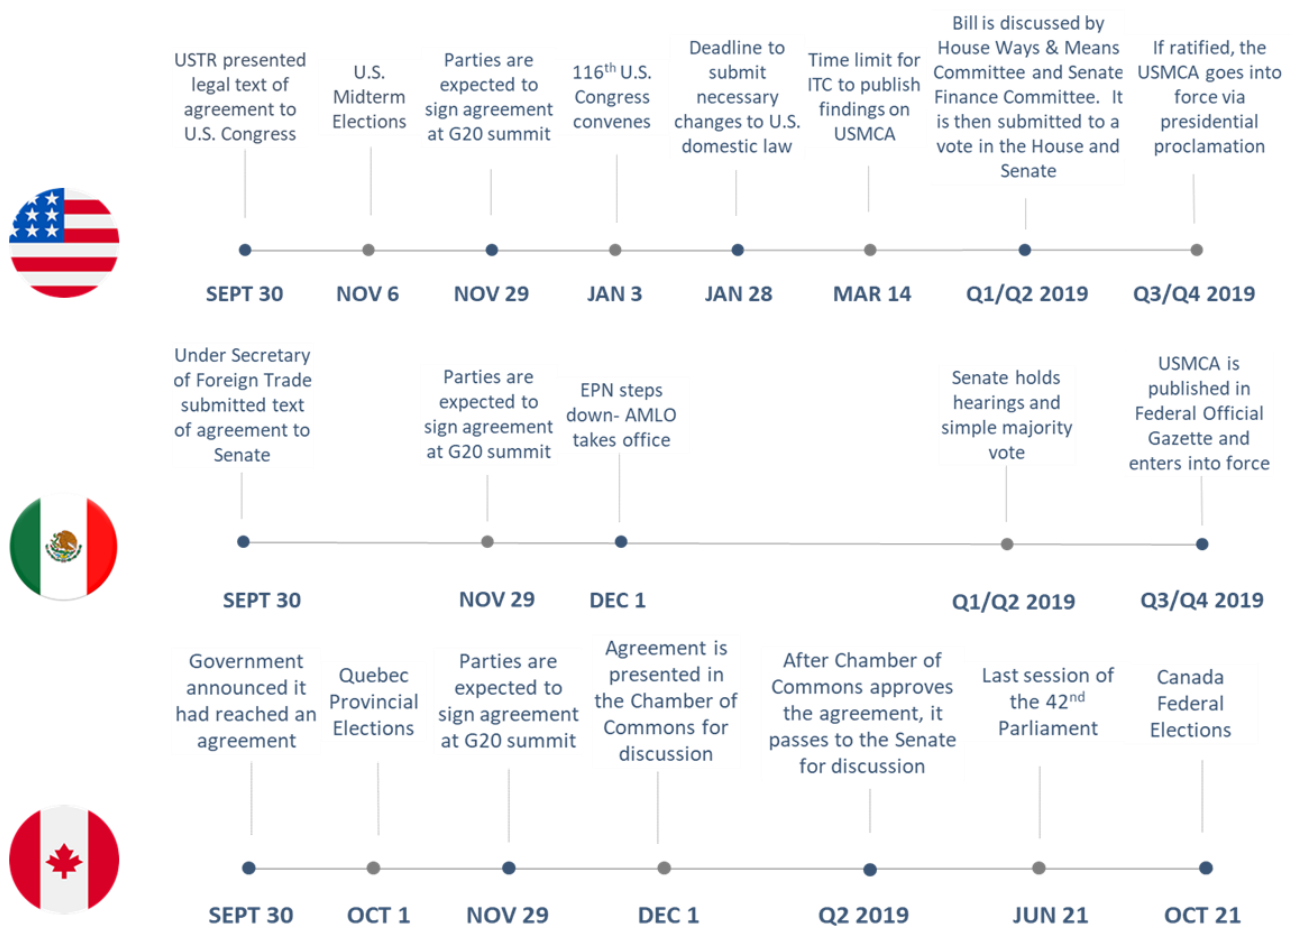 USTR presented
legal text of
agreement to
U.S. Congress
U.S.
Midterm
Elections
Parties are
expected to
sign agreement
at G20 summit
116th U.S.
Congress
convenes
Deadline to
submit
necessary
changes to U.S.
domestic law
Time limit for
ITC to publish
findings on
USMCA
Bill is discussed by
House Ways & Means
Committee and Senate
Finance Committee. It
is then submitted to a
vote in the House and
Senate
If ratified, the
USMCA goes into
force via
presidential
proclamation
SEPT 30
NOV 6
NOV 29
JAN 3
JAN 28
MAR 14
Q1/Q2 2019
Q3/Q4 2019
Under Secretary
of Foreign Trade
submitted text
of agreement to
Senate
Parties are
expected to
sign agreement
at G20 summit
EPN steps
down- AMLO
takes office
Senate holds
hearings and
simple majority
vote
USMCA is
published in
Federal Official
Gazette and
enters into force
SEPT 30
NOV 29
DEC 1
Q1/Q2 2019
Q3/Q4 2019
Government
announced it
had reached an
agreement
Quebec
Provincial
Elections
Parties are
expected to
sign agreement
at G20 summit
Agreement is
presented in
the Chamber of
Commons for
discussion
After Chamber of
Commons approves
the agreement, it
passes to the Senate
for discussion
Last session of
the 42nd
Parliament
Canada
Federal
Elections
SEPT 30
OCT 1
NOV 29
DEC 1
Q2 2019
JUN 21
OCT 21